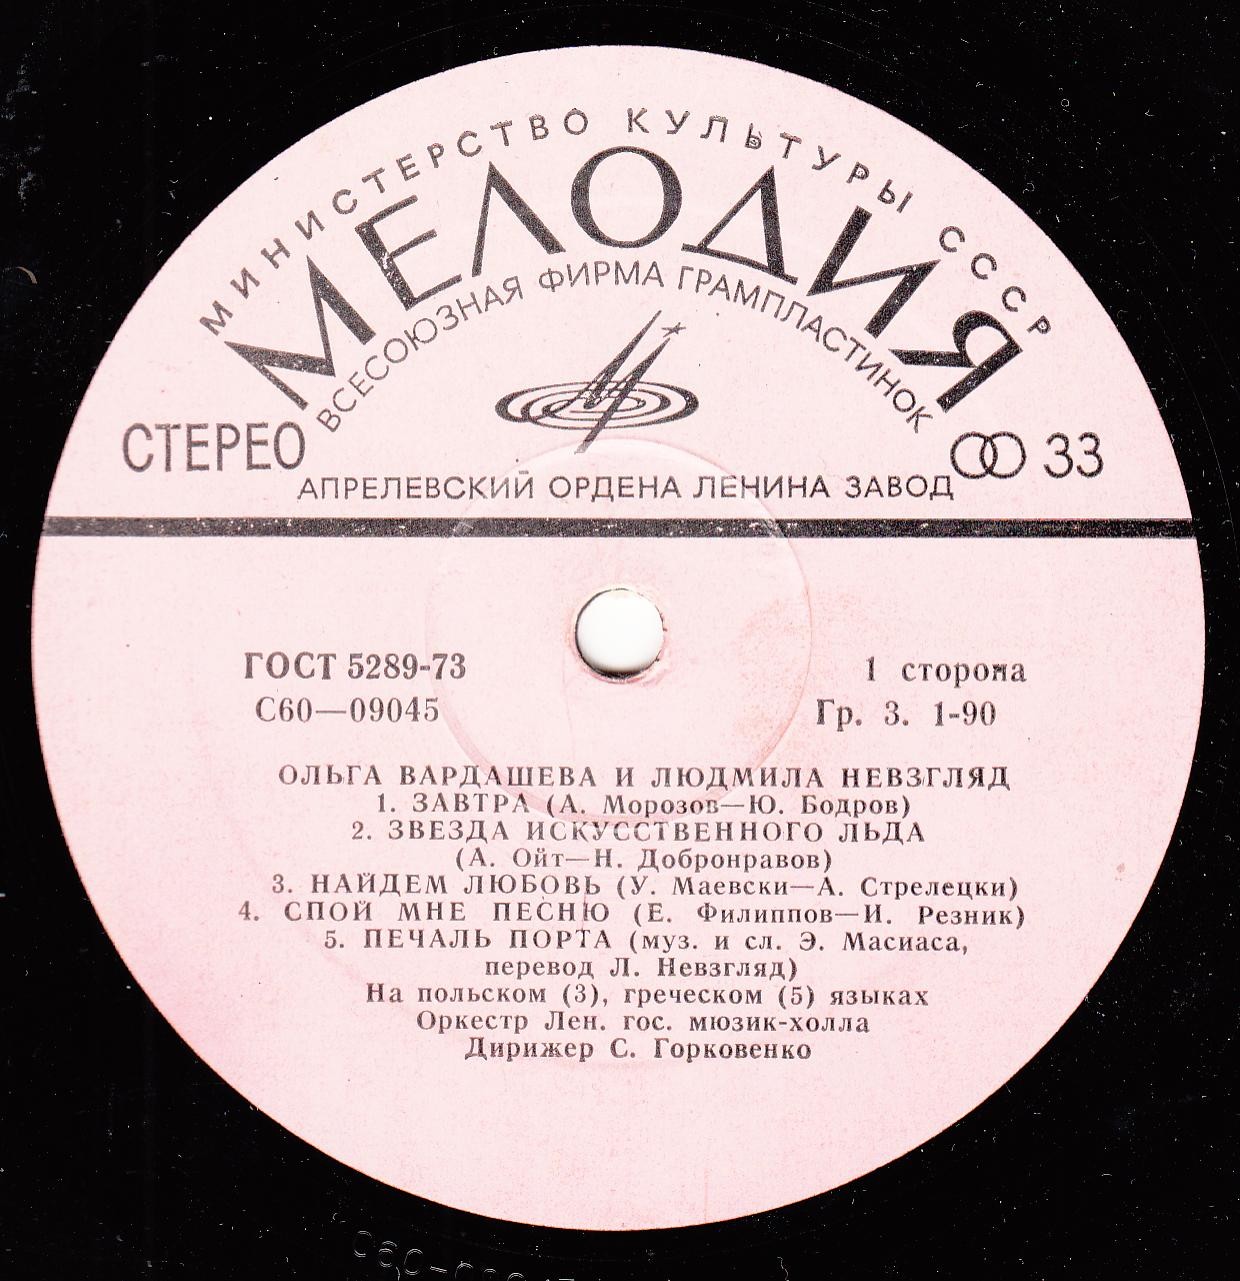 МИНИСТЕРСТВО КУЛЬТУРЫ СССР
МЕЛОДИЯ
ВСЕСОЮЗНАЯ ФИРМА ГРАМПЛАСТИНОК
СТЕРЕО
33
АПРЕЛЕВСКИЙ ОРДЕНА ЛЕНИНА ЗАВОД
ГОСТ 5289-73
1 сторона
С60—09045
Гр. 3. 1-90
ОЛЬГА ВАРДАШЕВА И ЛЮДМИЛА НЕВЗГЛЯД
1. ЗАВТРА (А. Морозов—Ю. Бодров)
2. ЗВЕЗДА ИСКУССТВЕННОГО ЛЬДА
(А. Ойт—Н. Добронравов)
3. НАЙДЕМ ЛЮБОВЬ (У. Маевски—А. Стрелецки)
4. СПОЙ МНЕ ПЕСНЮ (Е. Филиппов—И. Резник)
5. ПЕЧАЛЬ ПОРТА (муз. и сл. Э. Масиаса,
перевод Л. Невзгляд)
На польском (3), греческом (5) языках
Оркестр Лен. гос. мюзик-холла
Дирижер С. Горковенко